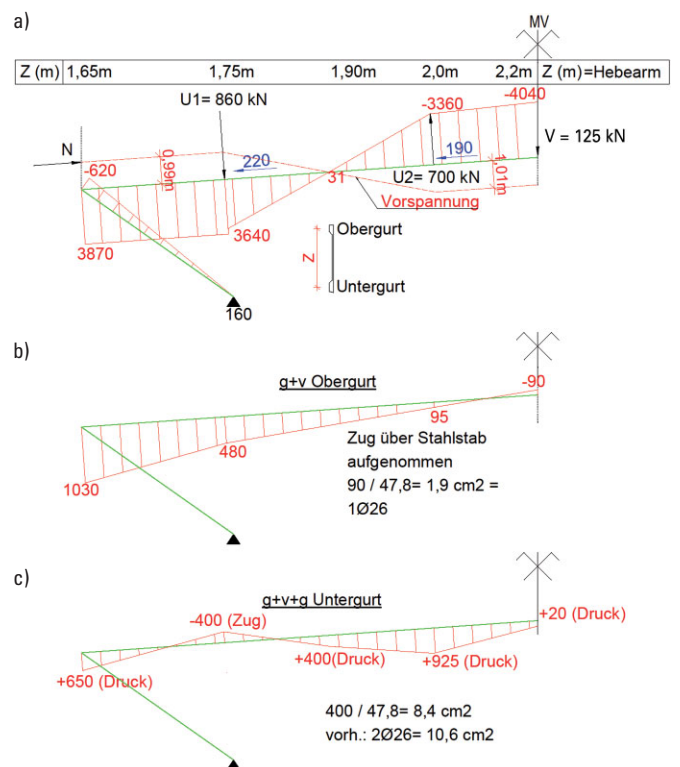 a)
MV
Z (m) 1,65m 1,75m 1,90m 2,0m 2,2m Z (m)=Hebearm
U1= 860 kN
-3360
-4040
N
-620
0,99m
220
190
V = 125 kN
31
U2= 700 kN
1,01m
Vorspannung
3870
3640
Z
Obergurt
Untergurt
160
b)
g+v Obergurt
-90
95
480
1030
Zug über Stahlstab
aufgenommen
90 / 47,8= 1,9 cm2 =
1Ø26
c)
g+v+g Untergurt
-400 (Zug)
+20 (Druck)
+650 (Druck)
+400(Druck)
+925 (Druck)
400 / 47,8= 8,4 cm2
vorh.: 2Ø26= 10,6 cm2